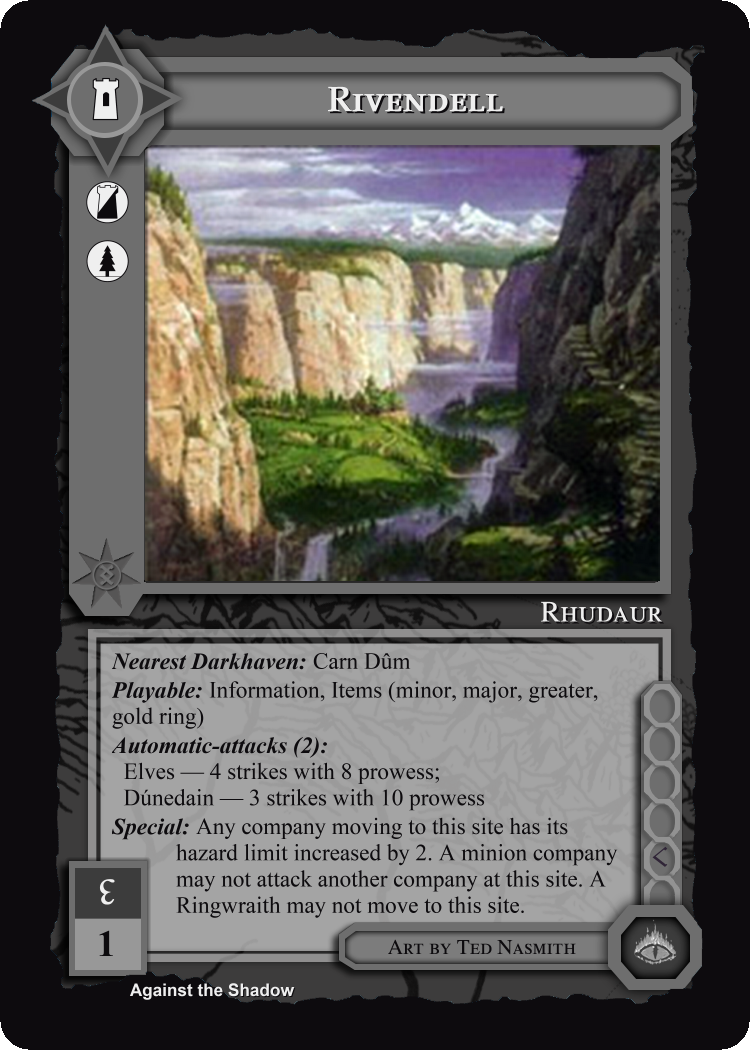 Rivendell
Rhudaur
Nearest Darkhaven: Carn Dûm
Playable: Information, Items (minor, major, greater,
gold ring)
Automatic-attacks (2):
Elves — 4 strikes with 8 prowess;
Dúnedain — 3 strikes with 10 prowess
Special: Any company moving to this site has its
hazard limit increased by 2. A minion company
may not attack another company at this site. A
Ringwraith may not move to this site.
1
Art by Ted Nasmith
Against the Shadow